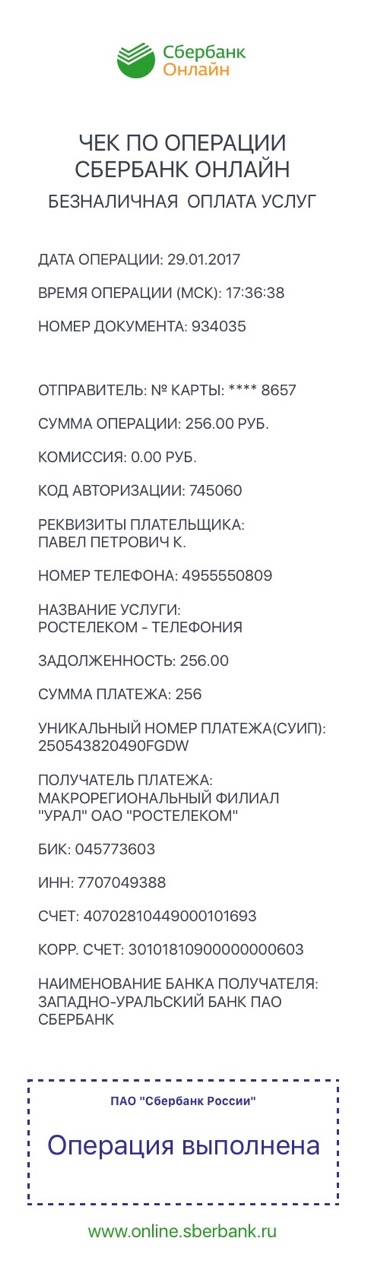 Сбербанк
Онлайн
ЧЕК ПО ОПЕРАЦИИ
СБЕРБАНК ОНЛАЙН
БЕЗНАЛИЧНАЯ ОПЛАТА УСЛУГ
ДАТА ОПЕРАЦИИ: 29.01.2017
ВРЕМЯ ОПЕРАЦИИ (МСК): 17:36:38
НОМЕР ДОКУМЕНТА: 934035
ОТПРАВИТЕЛЬ: № КАРТЫ: **** 8657
СУММА ОПЕРАЦИИ: 256.00 РУБ.
КОМИССИЯ: 0.00 РУБ.
КОД АВТОРИЗАЦИИ: 745060
РЕКВИЗИТЫ ПЛАТЕЛЬЩИКА:
ПАВЕЛ ПЕТРОВИЧ К.
НОМЕР ТЕЛЕФОНА: 4955550809
НАЗВАНИЕ УСЛУГИ:
РОСТЕЛЕКОМ - ТЕЛЕФОНИЯ
ЗАДОЛЖЕННОСТЬ: 256.00
СУММА ПЛАТЕЖА: 256
УНИКАЛЬНЫЙ НОМЕР ПЛАТЕЖА(СУИП):
250543820490FGDW
ПОЛУЧАТЕЛЬ ПЛАТЕЖА:
МАКРОРЕГИОНАЛЬНЫЙ ФИЛИАЛ
"УРАЛ" ОАО "РОСТЕЛЕКОМ"
БИК: 045773603
ИНН: 7707049388
СЧЕТ: 40702810449000101693
КОРР. СЧЕТ: 30101810900000000603
НАИМЕНОВАНИЕ БАНКА ПОЛУЧАТЕЛЯ:
ЗАПАДНО-УРАЛЬСКИЙ БАНК ПАО
СБЕРБАНК
ПАО "Сбербанк России"
Операция выполнена
www.online.sberbank.ru